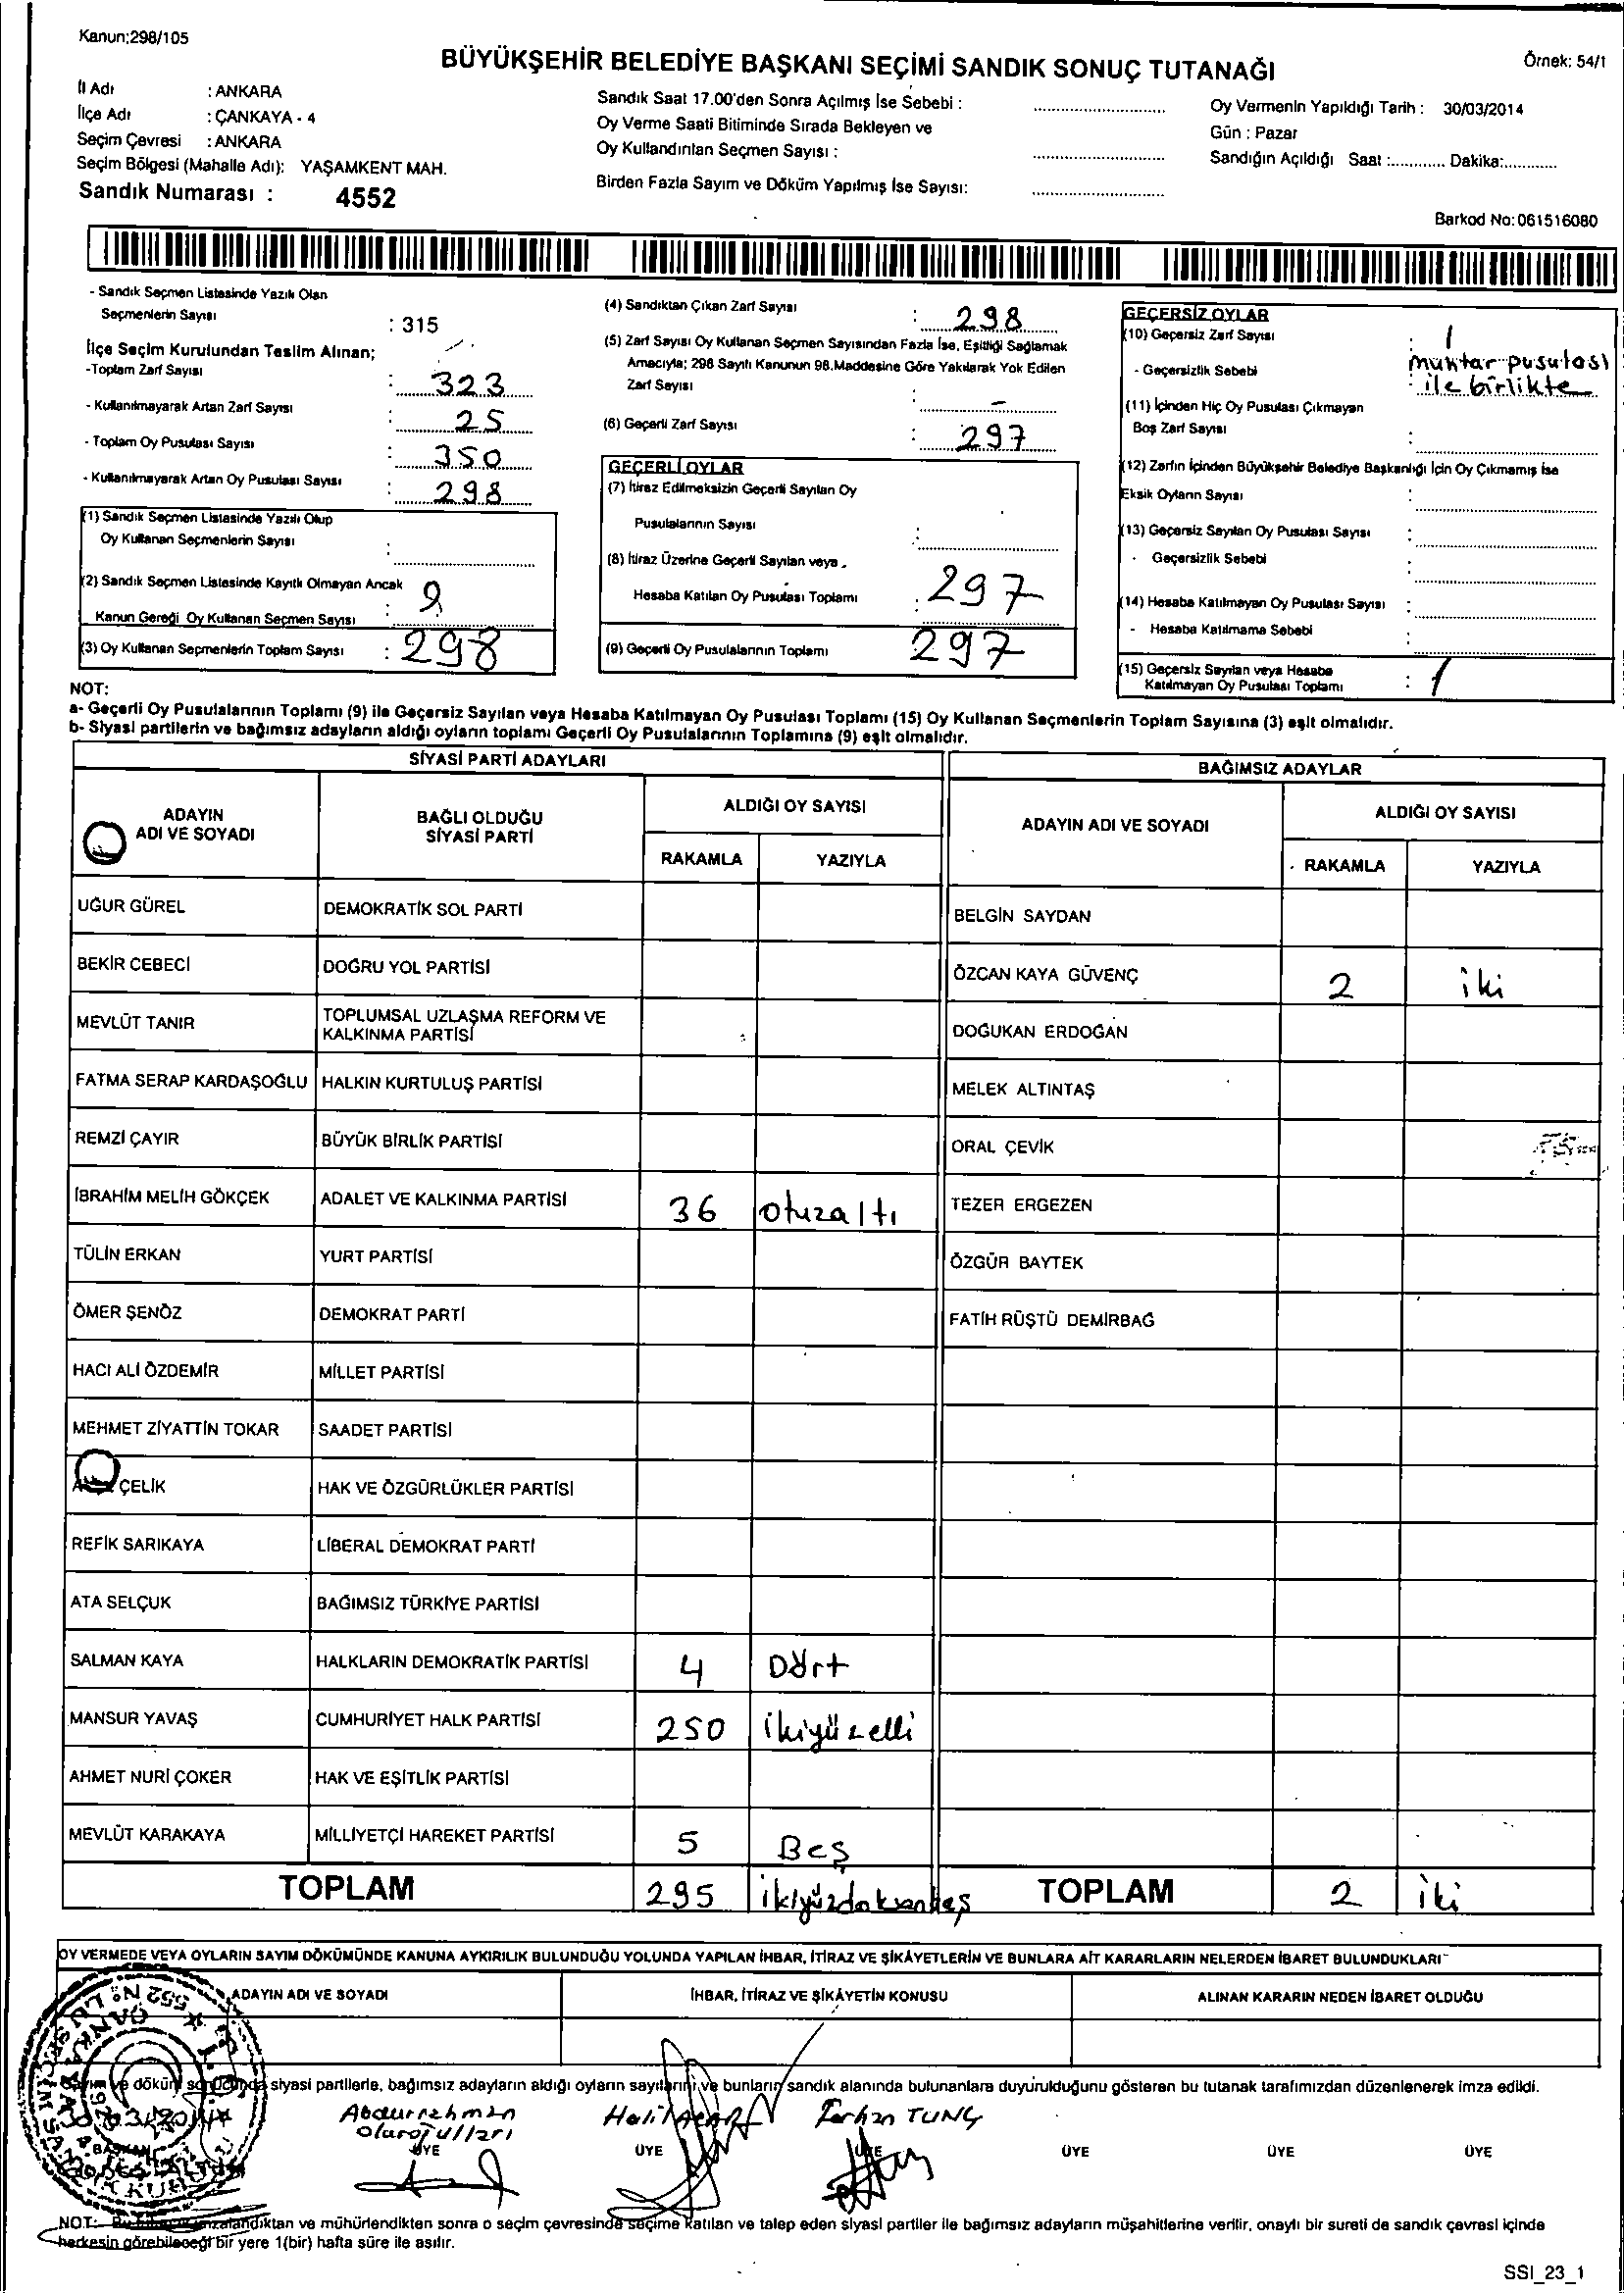 Kanun:298/105
BÜYÜKŞEHİR BELEDİYE BAŞKANI SEÇİMİ SANDIK SONUÇ TUTANAĞI
Örnek: 54/1
İl Adı : ANKARA
İlçe Adı : ÇANKAYA - 4
Seçim Çevresi : ANKARA
Seçim Bölgesi (Mahalle Adı): YAŞAMKENT MAH.
Sandık Numarası : 4552
Sandık Saat 17.00'den Sonra Açılmış İse Sebebi : ..........
Oy Verme Saati Bitiminde Sırada Bekleyen ve
Oy Kullandırılan Seçmen Sayısı : ..........
Birden Fazla Sayım ve Döküm Yapılmış İse Sayısı: ..........
Oy Vermenin Yapıldığı Tarih : 30/03/2014
Gün : Pazar
Sandığın Açıldığı Saat :............ Dakika:............
Barkod No: 061516080
- Sandık Seçmen Listesinde Yazılı Olan
Seçmenlerin Sayısı : 315
İlçe Seçim Kurulundan Teslim Alınan;
-Toplam Zarf Sayısı : 323
- Kullanılmayarak Artan Zarf Sayısı : 25
- Toplam Oy Pusulası Sayısı : 350
- Kullanılmayarak Artan Oy Pusulası Sayısı : 298
(1) Sandık Seçmen Listesinde Yazılı Olup
Oy Kullanan Seçmenlerin Sayısı :
(2) Sandık Seçmen Listesinde Kayıtlı Olmayan Ancak
Kanun Gereği Oy Kullanan Seçmen Sayısı :
(3) Oy Kullanan Seçmenlerin Toplam Sayısı : 298
(4) Sandıktan Çıkan Zarf Sayısı : 298
(5) Zarf Sayısı Oy Kullanan Seçmen Sayısından Fazla İse, Eşitliği Sağlamak
Amacıyla; 298 Sayılı Kanunun 98.Maddesine Göre Yakılarak Yok Edilen
Zarf Sayısı : -
(6) Geçerli Zarf Sayısı : 297
GEÇERLİ OYLAR
(7) İtiraz Edilmeksizin Geçerli Sayılan Oy
Pusulalarının Sayısı :
(8) İtiraz Üzerine Geçerli Sayılan veya
Hesaba Katılan Oy Pusulası Toplamı : 297
(9) Geçerli Oy Pusulalarının Toplamı 297
GEÇERSİZ OYLAR
(10) Geçersiz Zarf Sayısı : 1
- Geçersizlik Sebebi : muhtar pusulası
ile birlikte
(11) İçinden Hiç Oy Pusulası Çıkmayan
Boş Zarf Sayısı :
(12) Zarfın İçinden Büyükşehir Belediye Başkanlığı İçin Oy Çıkmamış İse
Eksik Oyların Sayısı :
(13) Geçersiz Sayılan Oy Pusulası Sayısı :
- Geçersizlik Sebebi :
(14) Hesaba Katılmayan Oy Pusulası Sayısı :
- Hesaba Katılmama Sebebi :
(15) Geçersiz Sayılan veya Hesaba
Katılmayan Oy Pusulası Toplamı : 1
NOT:
a- Geçerli Oy Pusulalarının Toplamı (9) ile Geçersiz Sayılan veya Hesaba Katılmayan Oy Pusulası Toplamı (15) Oy Kullanan Seçmenlerin Toplam Sayısına (3) eşit olmalıdır.
b- Siyasi partilerin ve bağımsız adayların aldığı oyların toplamı Geçerli Oy Pusulalarının Toplamına (9) eşit olmalıdır.
SİYASİ PARTİ ADAYLARI
BAĞIMSIZ ADAYLAR
ADAYIN
ADI VE SOYADI
BAĞLI OLDUĞU
SİYASİ PARTİ
ALDIĞI OY SAYISI
RAKAMLA YAZIYLA
ADAYIN ADI VE SOYADI
ALDIĞI OY SAYISI
RAKAMLA YAZIYLA
UĞUR GÜREL DEMOKRATİK SOL PARTİ BELGİN SAYDAN
BEKİR CEBECİ DOĞRU YOL PARTİSİ ÖZCAN KAYA GÜVENÇ 2 iki
MEVLÜT TANIR TOPLUMSAL UZLAŞMA REFORM VE
KALKINMA PARTİSİ DOĞUKAN ERDOĞAN
FATMA SERAP KARDAŞOĞLU HALKIN KURTULUŞ PARTİSİ MELEK ALTINTAŞ
REMZİ ÇAYIR BÜYÜK BİRLİK PARTİSİ ORAL ÇEVİK
İBRAHİM MELİH GÖKÇEK ADALET VE KALKINMA PARTİSİ 36 otuzaltı TEZER ERGEZEN
TÜLİN ERKAN YURT PARTİSİ ÖZGÜR BAYTEK
ÖMER ŞENÖZ DEMOKRAT PARTİ FATİH RÜŞTÜ DEMİRBAĞ
HACI ALİ ÖZDEMİR MİLLET PARTİSİ
MEHMET ZİYATTİN TOKAR SAADET PARTİSİ
ÇELİK HAK VE ÖZGÜRLÜKLER PARTİSİ
REFİK SARIKAYA LİBERAL DEMOKRAT PARTİ
ATA SELÇUK BAĞIMSIZ TÜRKİYE PARTİSİ
SALMAN KAYA HALKLARIN DEMOKRATİK PARTİSİ 4 Dört
MANSUR YAVAŞ CUMHURİYET HALK PARTİSİ 250 ikiyüzelli
AHMET NURİ ÇOKER HAK VE EŞİTLİK PARTİSİ
MEVLÜT KARAKAYA MİLLİYETÇİ HAREKET PARTİSİ 5 Beş
TOPLAM 295 ikiyüzdoksanbeş TOPLAM 2 iki
OY VERMEDE VEYA OYLARIN SAYIM DÖKÜMÜNDE KANUNA AYKIRILIK BULUNDUĞU YOLUNDA YAPILAN İHBAR, İTİRAZ VE ŞİKÂYETLERİN VE BUNLARA AİT KARARLARIN NELERDEN İBARET BULUNDUKLARI
ADAYIN ADI VE SOYADI İHBAR, İTİRAZ VE ŞİKÂYETİN KONUSU ALINAN KARARIN NEDEN İBARET OLDUĞU
ve döküm sonucunda siyasi partilerle, bağımsız adayların aldığı oyların sayılarını ve bunların sandık alanında bulunanlara duyurulduğunu gösteren bu tutanak tarafımızdan düzenlenerek imza edildi.
Abdurrahman Halil Ferhan TUNÇ
BAŞKAN ÜYE ÜYE ÜYE ÜYE ÜYE ÜYE
NOT: imzalandıktan ve mühürlendikten sonra o seçim çevresinde seçime katılan ve talep eden siyasi partiler ile bağımsız adayların müşahitlerine verilir, onaylı bir sureti de sandık çevresi içinde
herkesin görebileceği bir yere 1(bir) hafta süre ile asılır.
SSI_23_1